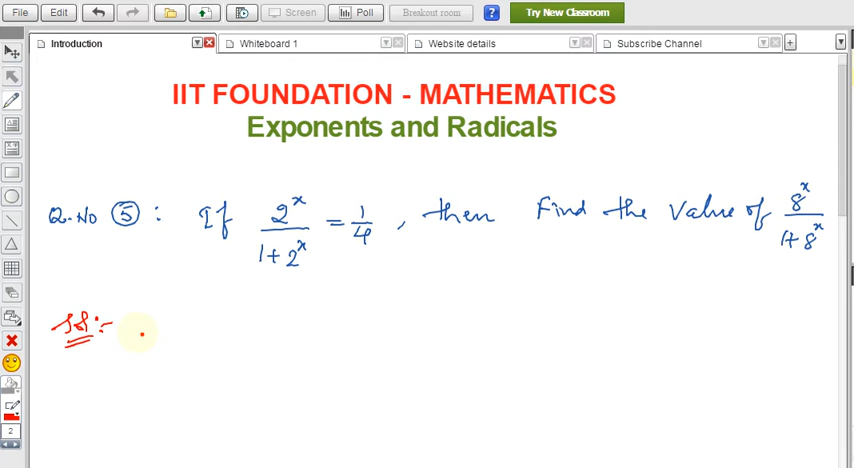 File Edit Screen Poll Breakout room ? Try New Classroom
Introduction Whiteboard 1 Website details Subscribe Channel +
IIT FOUNDATION - MATHEMATICS
Exponents and Radicals
Q.No ⑤ : If 2^x / (1+2^x) = 1/4 , then Find the Value of 8^x / (1+8^x)
Sol:-
2